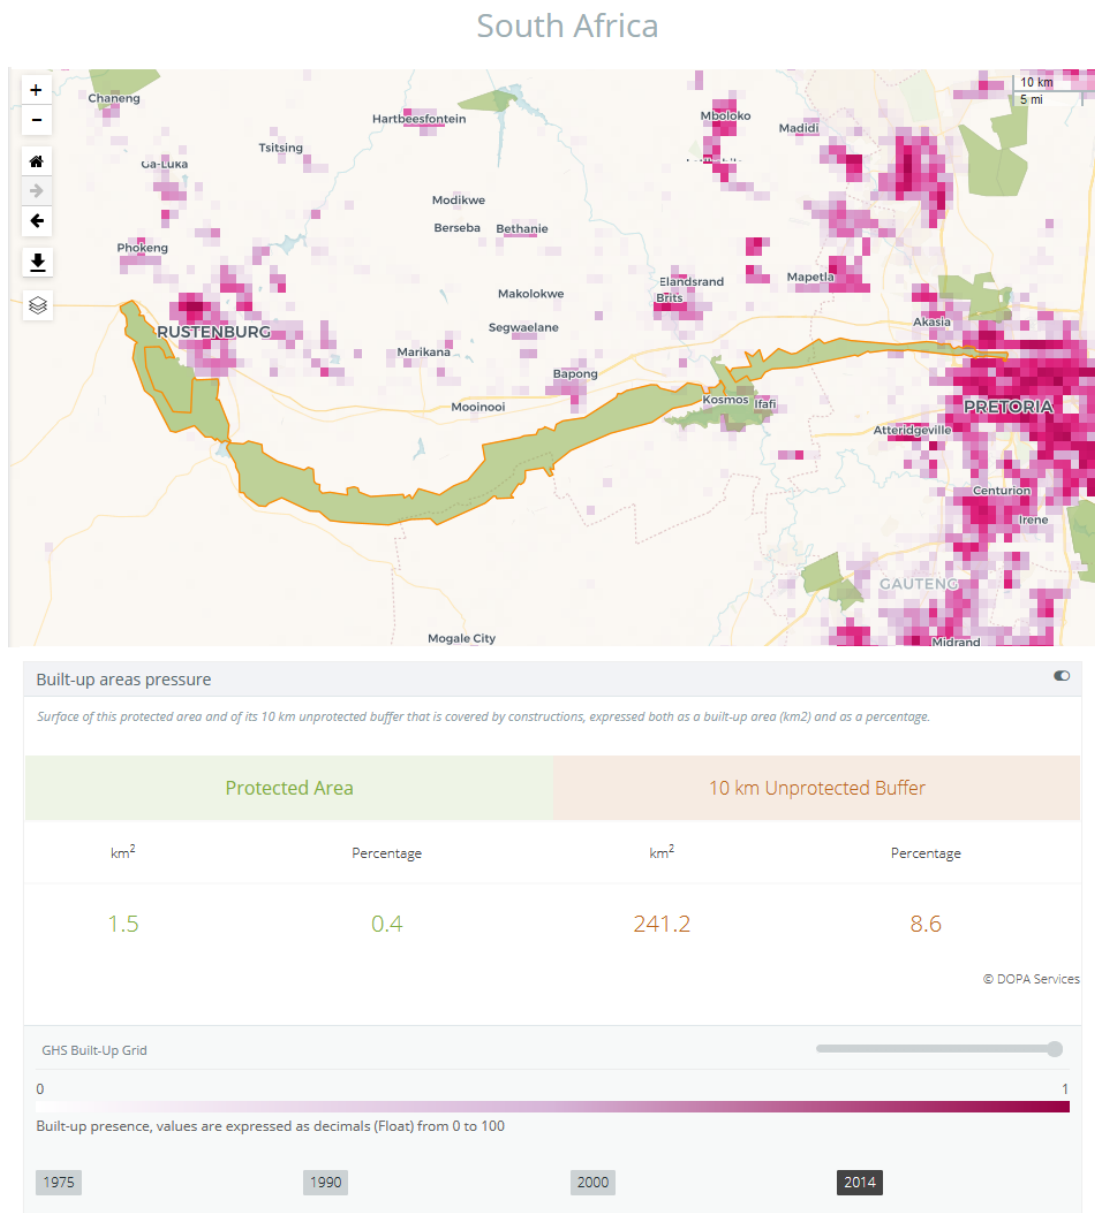 South Africa
+
10 km
5 mi
Chaneng
-
Hartbeesfontein
Mboloko
Madidi
Tsitsing
Ga-Luka
Modikwe
Berseba
Bethanie
Phokeng
Elandsrand
Mapetla
Makolokwe
Brits
Segwaelane
Akasia
RUSTENBURG
Marikana
Bapong
Kosmos
Ifafi
Mooinooi
PRETORIA
Atteridgeville
Centurion
Irene
GAUTENG
Mogale City
Midrand
Built-up areas pressure
Surface of this protected area and of its 10 km unprotected buffer that is covered by constructions, expressed both as a built-up area (km2) and as a percentage.
Protected Area
10 km Unprotected Buffer
km²
Percentage
km²
Percentage
1.5
0.4
241.2
8.6
© DOPA Services
GHS Built-Up Grid
0
1
Built-up presence, values are expressed as decimals (Float) from 0 to 100
1975
1990
2000
2014